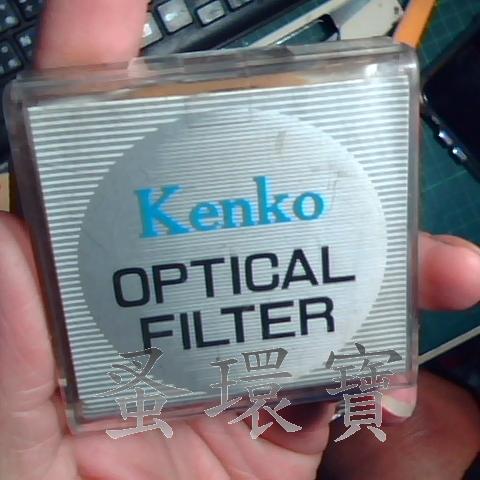 Kenko
OPTICAL
FILTER
蚤環寶